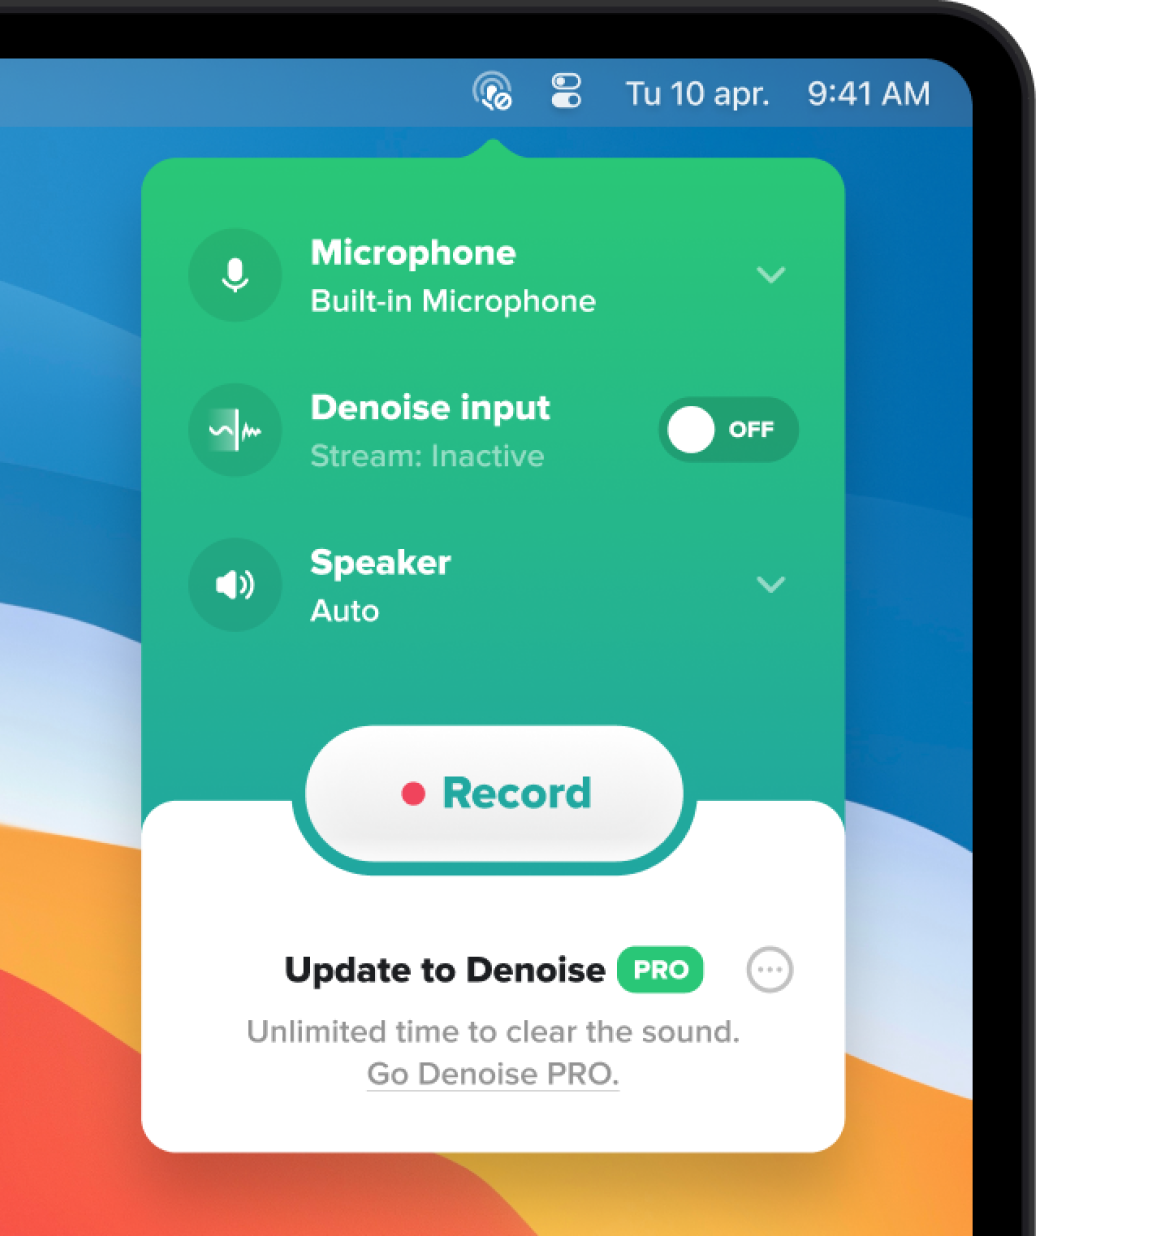 Tu 10 apr. 9:41 AM
Microphone
Built-in Microphone
Denoise input
Stream: Inactive
OFF
Speaker
Auto
Record
Update to Denoise PRO
Unlimited time to clear the sound.
Go Denoise PRO.